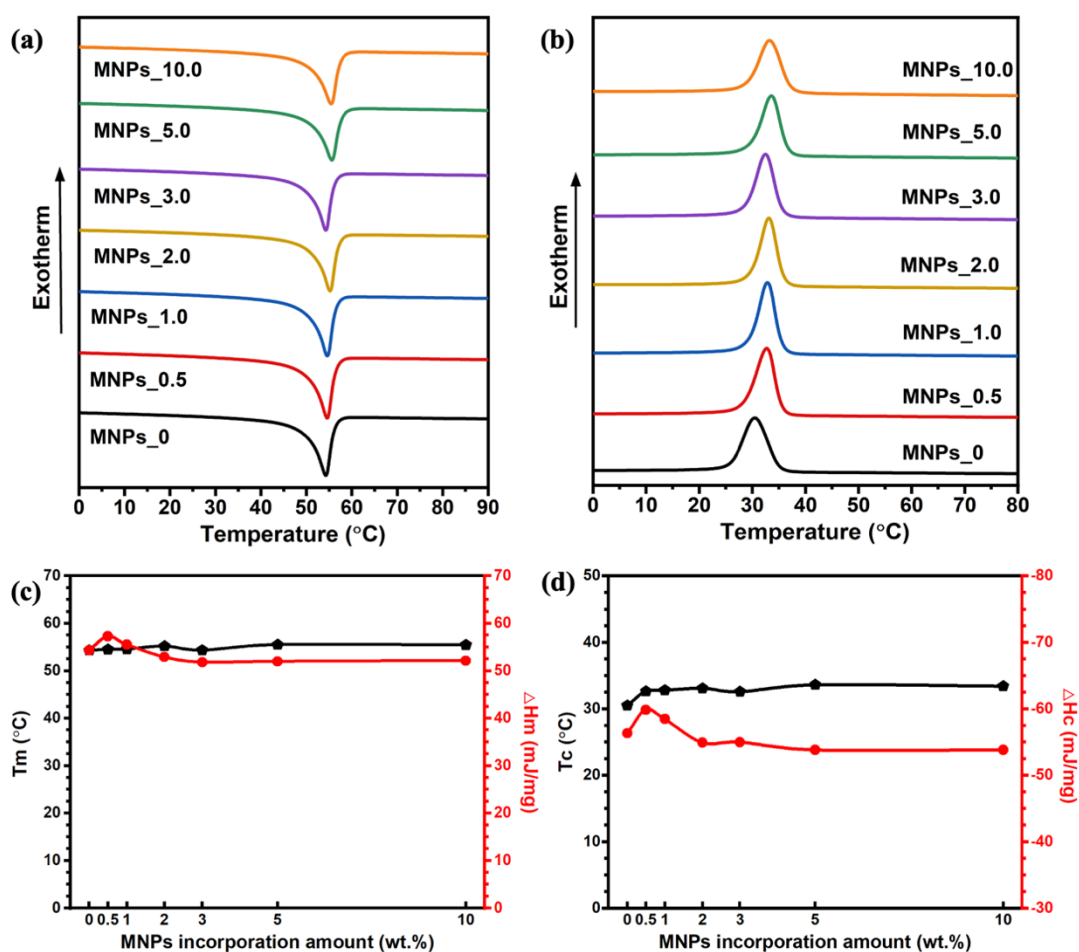 (a)
MNPs_10.0
MNPs_5.0
MNPs_3.0
MNPs_2.0
MNPs_1.0
MNPs_0.5
MNPs_0
Exotherm
0 10 20 30 40 50 60 70 80 90
Temperature (°C)
(b)
MNPs_10.0
MNPs_5.0
MNPs_3.0
MNPs_2.0
MNPs_1.0
MNPs_0.5
MNPs_0
Exotherm
0 10 20 30 40 50 60 70 80
Temperature (°C)
(c)
70
60
50
40
30
20
10
0
Tm (°C)
70
60
50
40
30
20
10
0
△Hm (mJ/mg)
0 0.5 1 2 3 5 10
MNPs incorporation amount (wt.%)
(d)
50
40
30
20
10
0
Tc (°C)
-80
-70
-60
-50
-40
-30
△Hc (mJ/mg)
0 0.5 1 2 3 5 10
MNPs incorporation amount (wt.%)